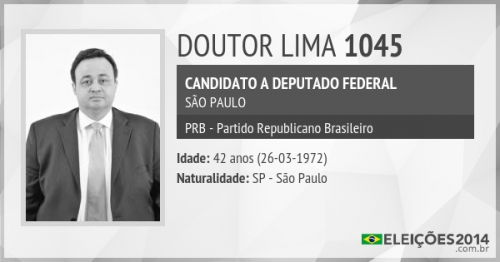 DOUTOR LIMA 1045
CANDIDATO A DEPUTADO FEDERAL
SÃO PAULO
PRB - Partido Republicano Brasileiro
Idade: 42 anos (26-03-1972)
Naturalidade: SP - São Paulo
ELEIÇÕES2014
.com.br